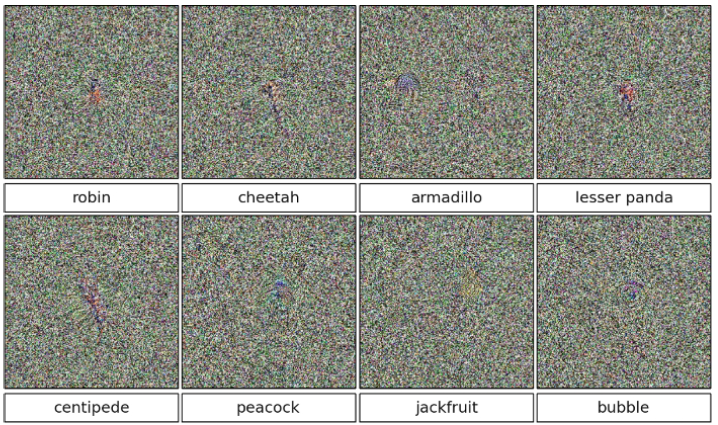 robin
cheetah
armadillo
lesser panda
centipede
peacock
jackfruit
bubble